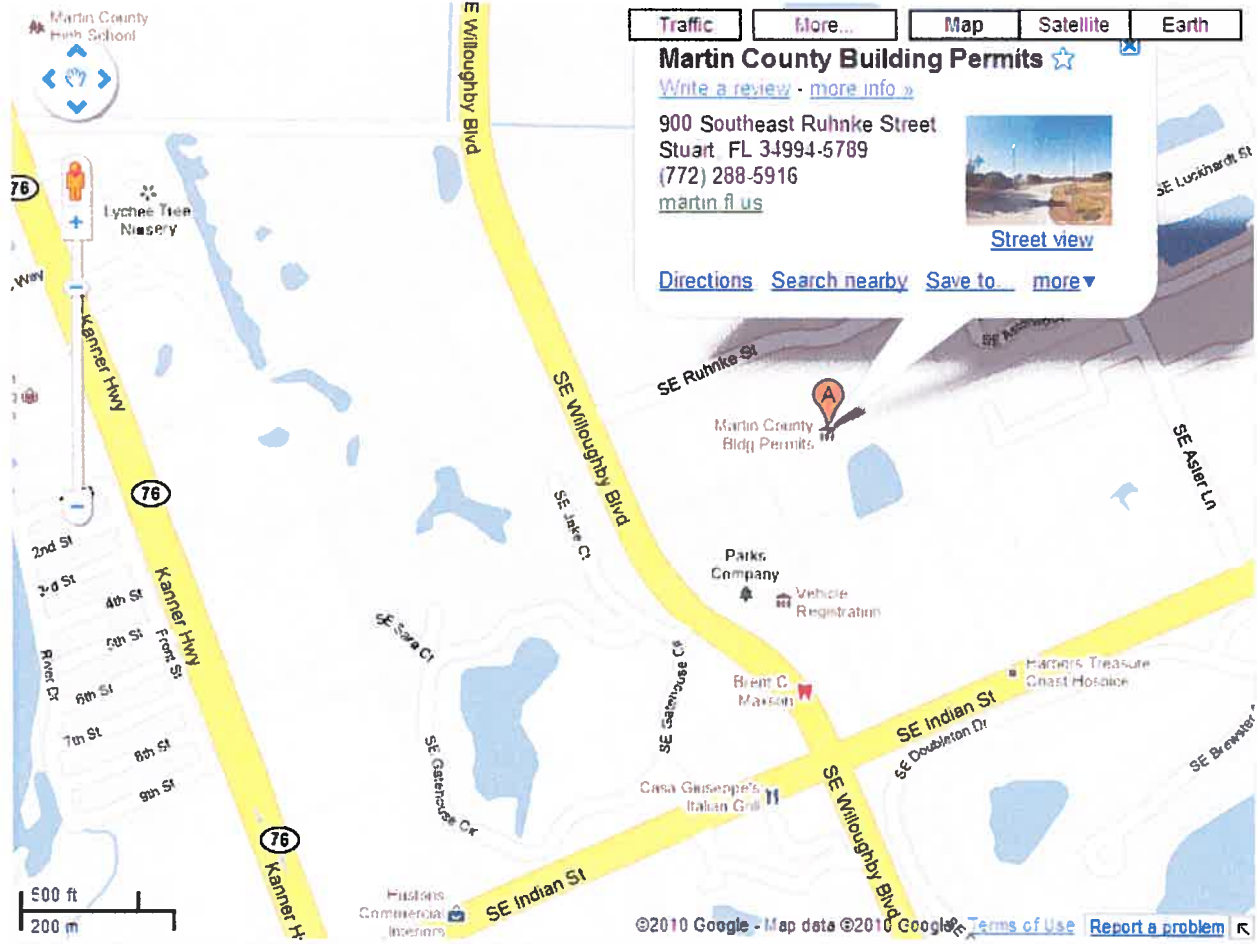 Martin County
High School
Traffic
More...
Map
Satellite
Earth
Martin County Building Permits
Write a review - more info »
900 Southeast Ruhnke Street
Stuart FL 34994-5789
(772) 288-5916
martin fl us
Street view
Directions Search nearby Save to... more▼
E Willoughby Blvd
SE Luckhardt St
76
Lychee Tree
Nursery
Way
Kanner Hwy
SE Ruhnke St
A
Martin County
Bldg Permits
SE Willoughby Blvd
SE Aster Ln
76
SE Jake Ct
2nd St
3rd St
4th St
5th St
Front St
Kanner Hwy
River Dr
6th St
7th St
8th St
9th St
Parks
Company
Vehicle
Registration
SE Sara Ct
SE Gatehouse Cir
Brent C
Maxson
Harbors Treasure
Coast Hospice
SE Indian St
SE Doubleton Dr
SE Brewster
SE Gatehouse Cir
Casa Giuseppe's
Italian Grill
SE Willoughby Blvd
76
Kanner H
SE Indian St
Hustons
Commercial
Interiors
500 ft
200 m
©2010 Google - Map data ©2010 Google - Terms of Use Report a problem